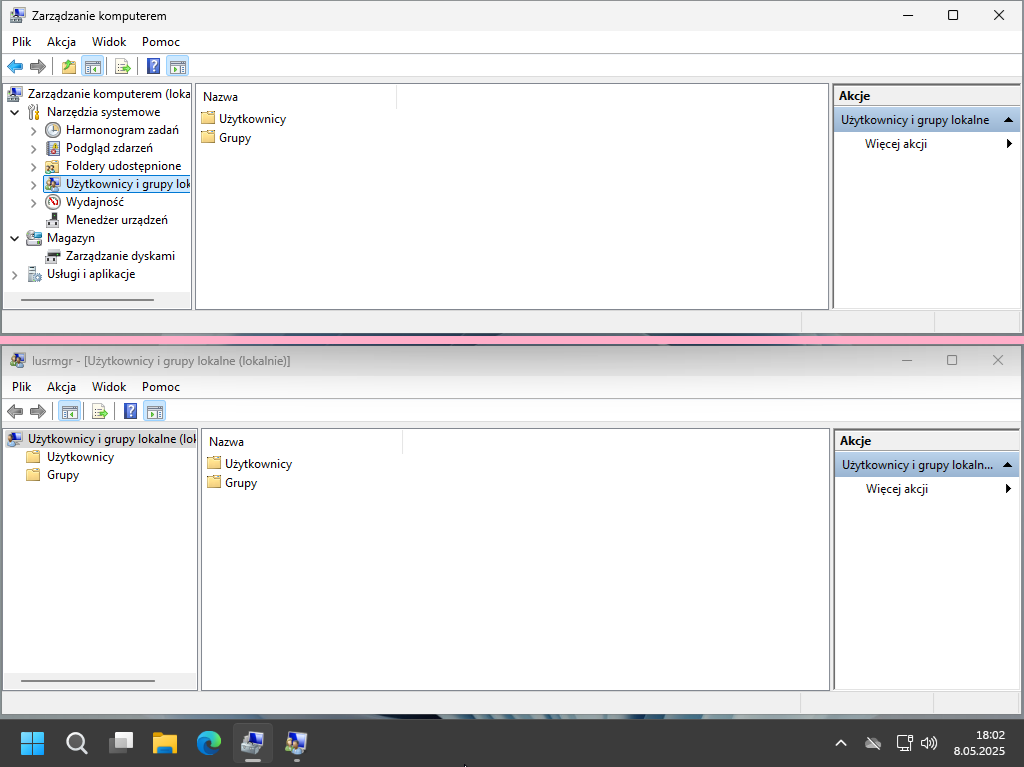 Zarządzanie komputerem
Plik Akcja Widok Pomoc
Zarządzanie komputerem (loka
Narzędzia systemowe
Harmonogram zadań
Podgląd zdarzeń
Foldery udostępnione
Użytkownicy i grupy lok
Wydajność
Menedżer urządzeń
Magazyn
Zarządzanie dyskami
Usługi i aplikacje
Nazwa
Użytkownicy
Grupy
Akcje
Użytkownicy i grupy lokalne
Więcej akcji
lusrmgr - [Użytkownicy i grupy lokalne (lokalnie)]
Plik Akcja Widok Pomoc
Użytkownicy i grupy lokalne (lok
Użytkownicy
Grupy
Nazwa
Użytkownicy
Grupy
Akcje
Użytkownicy i grupy lokaln...
Więcej akcji
18:02
8.05.2025